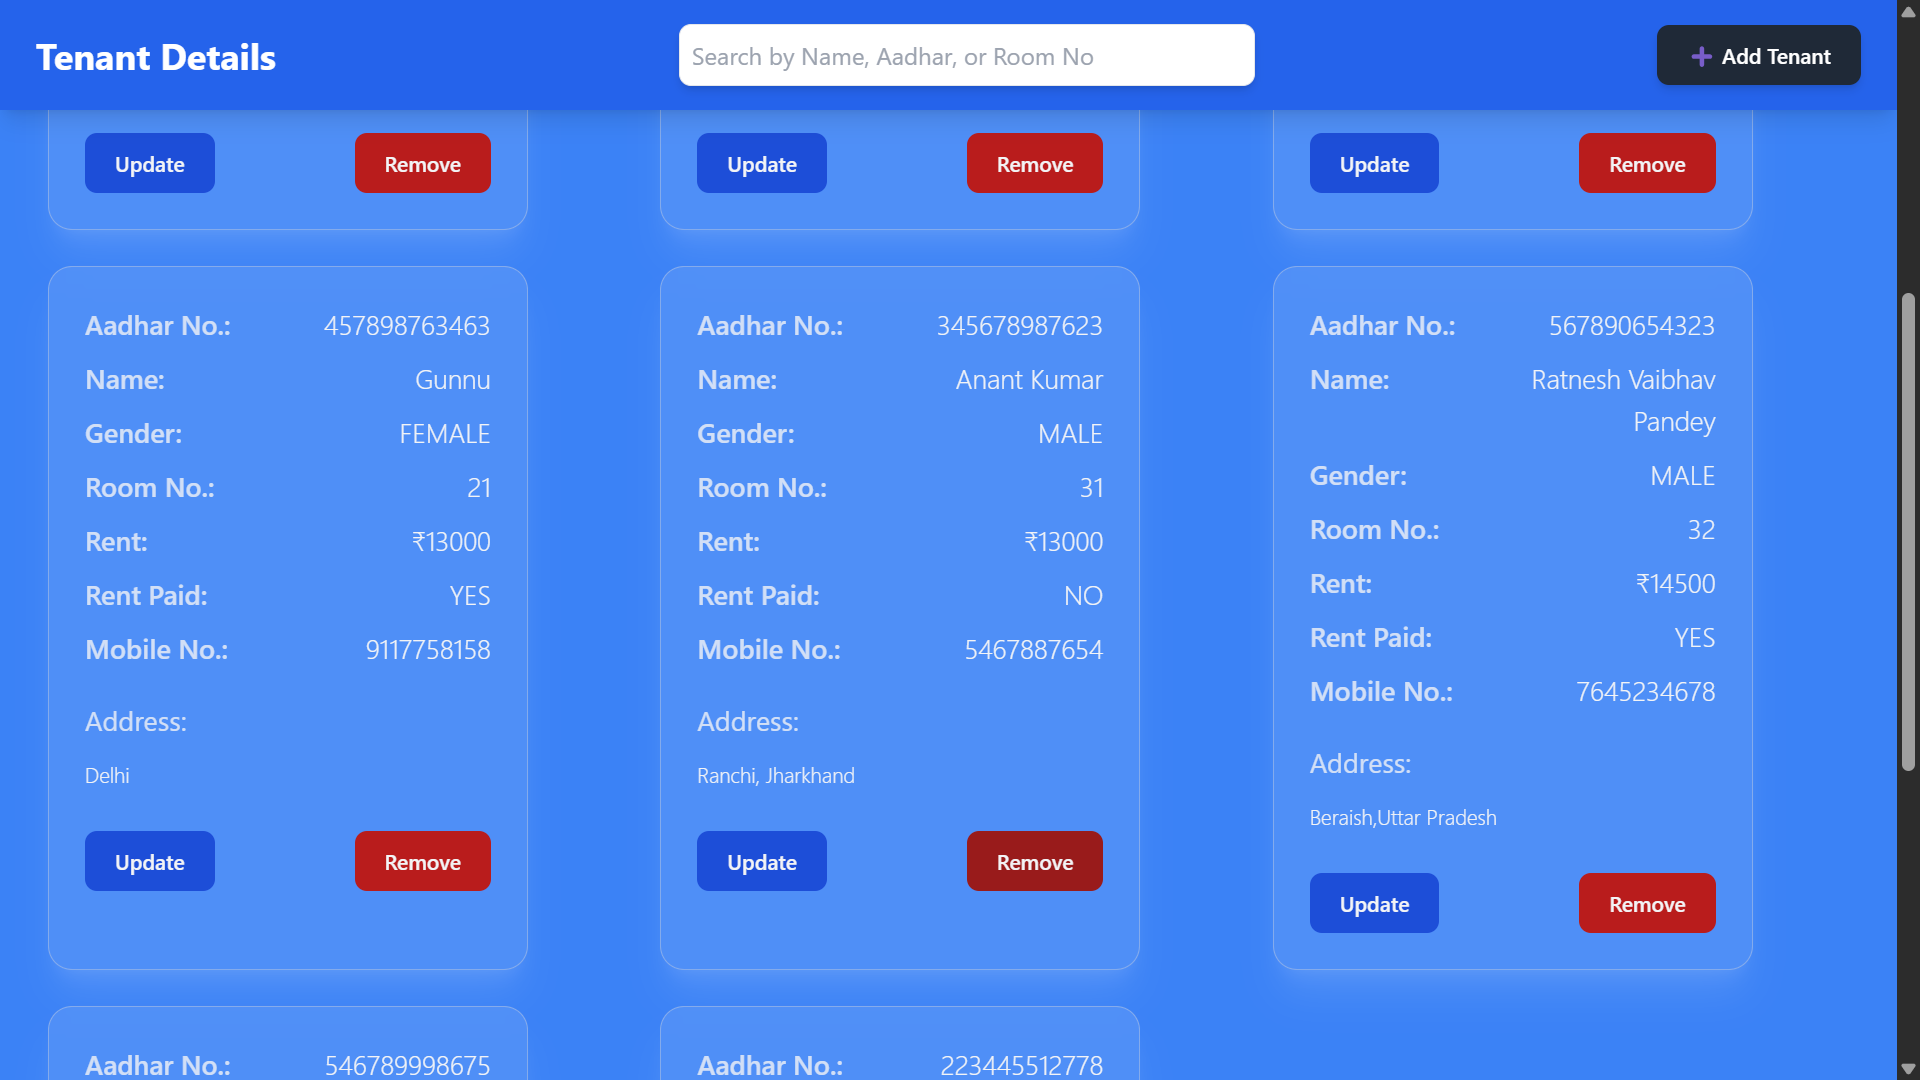 Tenant Details
Search by Name, Aadhar, or Room No
Add Tenant
Update Remove
Update Remove
Update Remove
Aadhar No.: 457898763463
Name: Gunnu
Gender: FEMALE
Room No.: 21
Rent: ₹13000
Rent Paid: YES
Mobile No.: 9117758158
Address:
Delhi
Update Remove
Aadhar No.: 345678987623
Name: Anant Kumar
Gender: MALE
Room No.: 31
Rent: ₹13000
Rent Paid: NO
Mobile No.: 5467887654
Address:
Ranchi, Jharkhand
Update Remove
Aadhar No.: 567890654323
Name: Ratnesh Vaibhav
Pandey
Gender: MALE
Room No.: 32
Rent: ₹14500
Rent Paid: YES
Mobile No.: 7645234678
Address:
Beraish,Uttar Pradesh
Update Remove
Aadhar No.: 546789998675
Aadhar No.: 223445512778